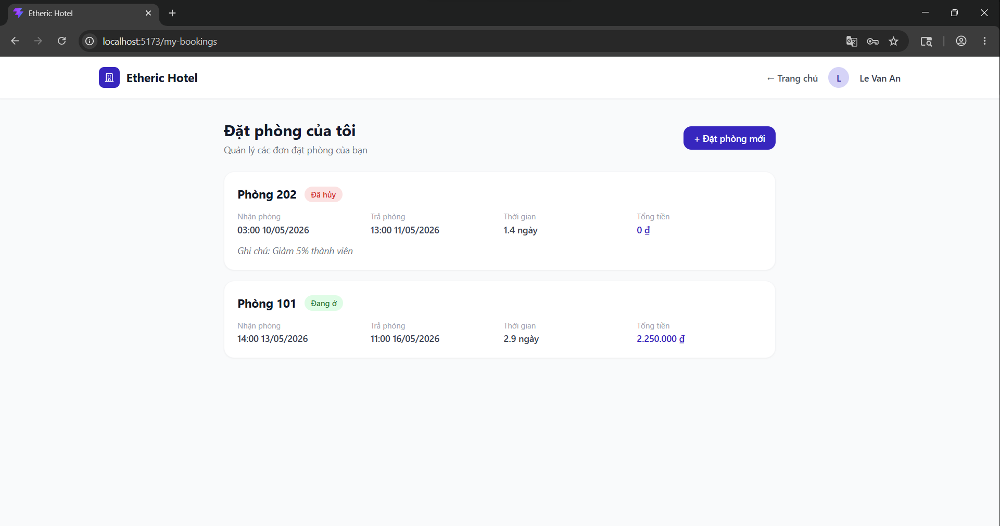 Etheric Hotel
localhost:5173/my-bookings
Etheric Hotel
← Trang chủ
L
Le Van An
Đặt phòng của tôi
Quản lý các đơn đặt phòng của bạn
+ Đặt phòng mới
Phòng 202
Đã hủy
Nhận phòng
03:00 10/05/2026
Trả phòng
13:00 11/05/2026
Thời gian
1.4 ngày
Tổng tiền
0 ₫
Ghi chú: Giảm 5% thành viên
Phòng 101
Đang ở
Nhận phòng
14:00 13/05/2026
Trả phòng
11:00 16/05/2026
Thời gian
2.9 ngày
Tổng tiền
2.250.000 ₫